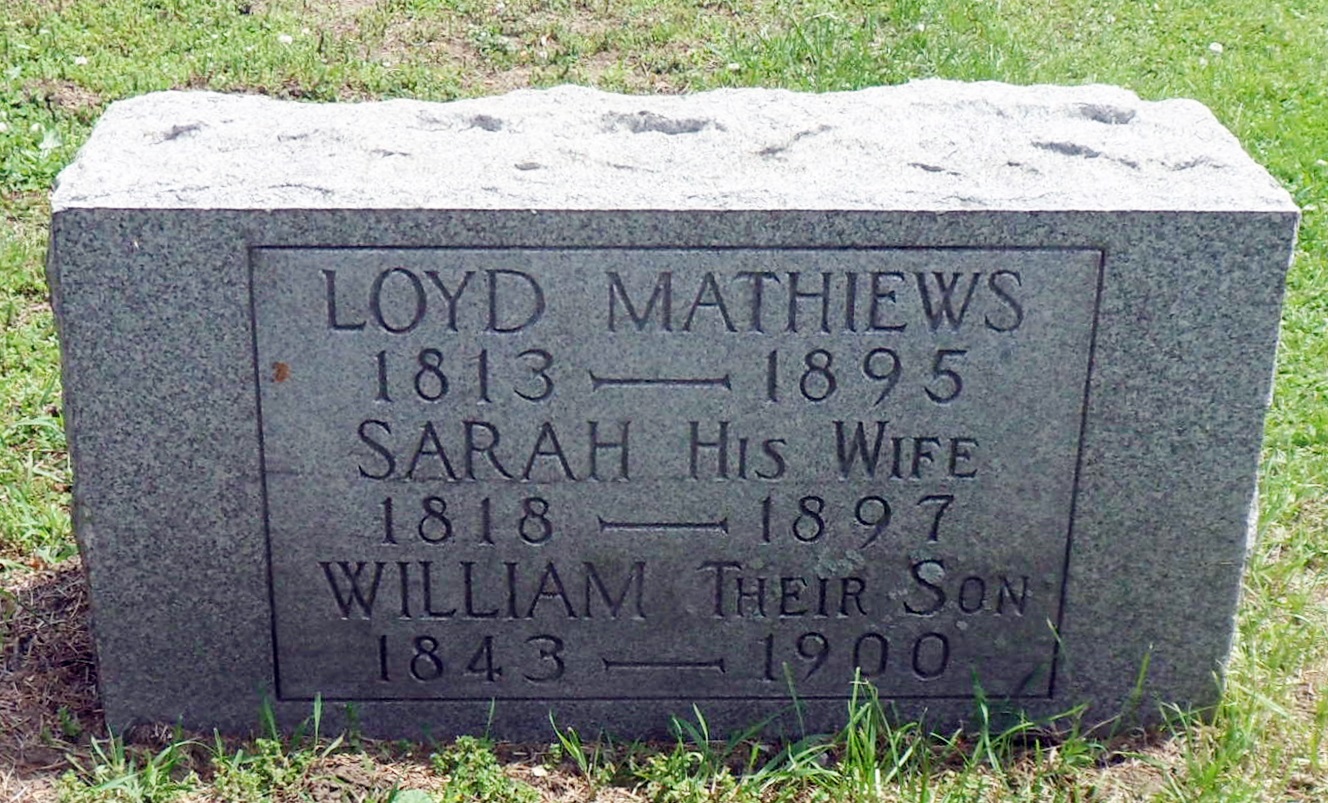 LOYD MATHIEWS
1813 — 1895
SARAH HIS WIFE
1818 — 1897
WILLIAM THEIR SON
1843 — 1900